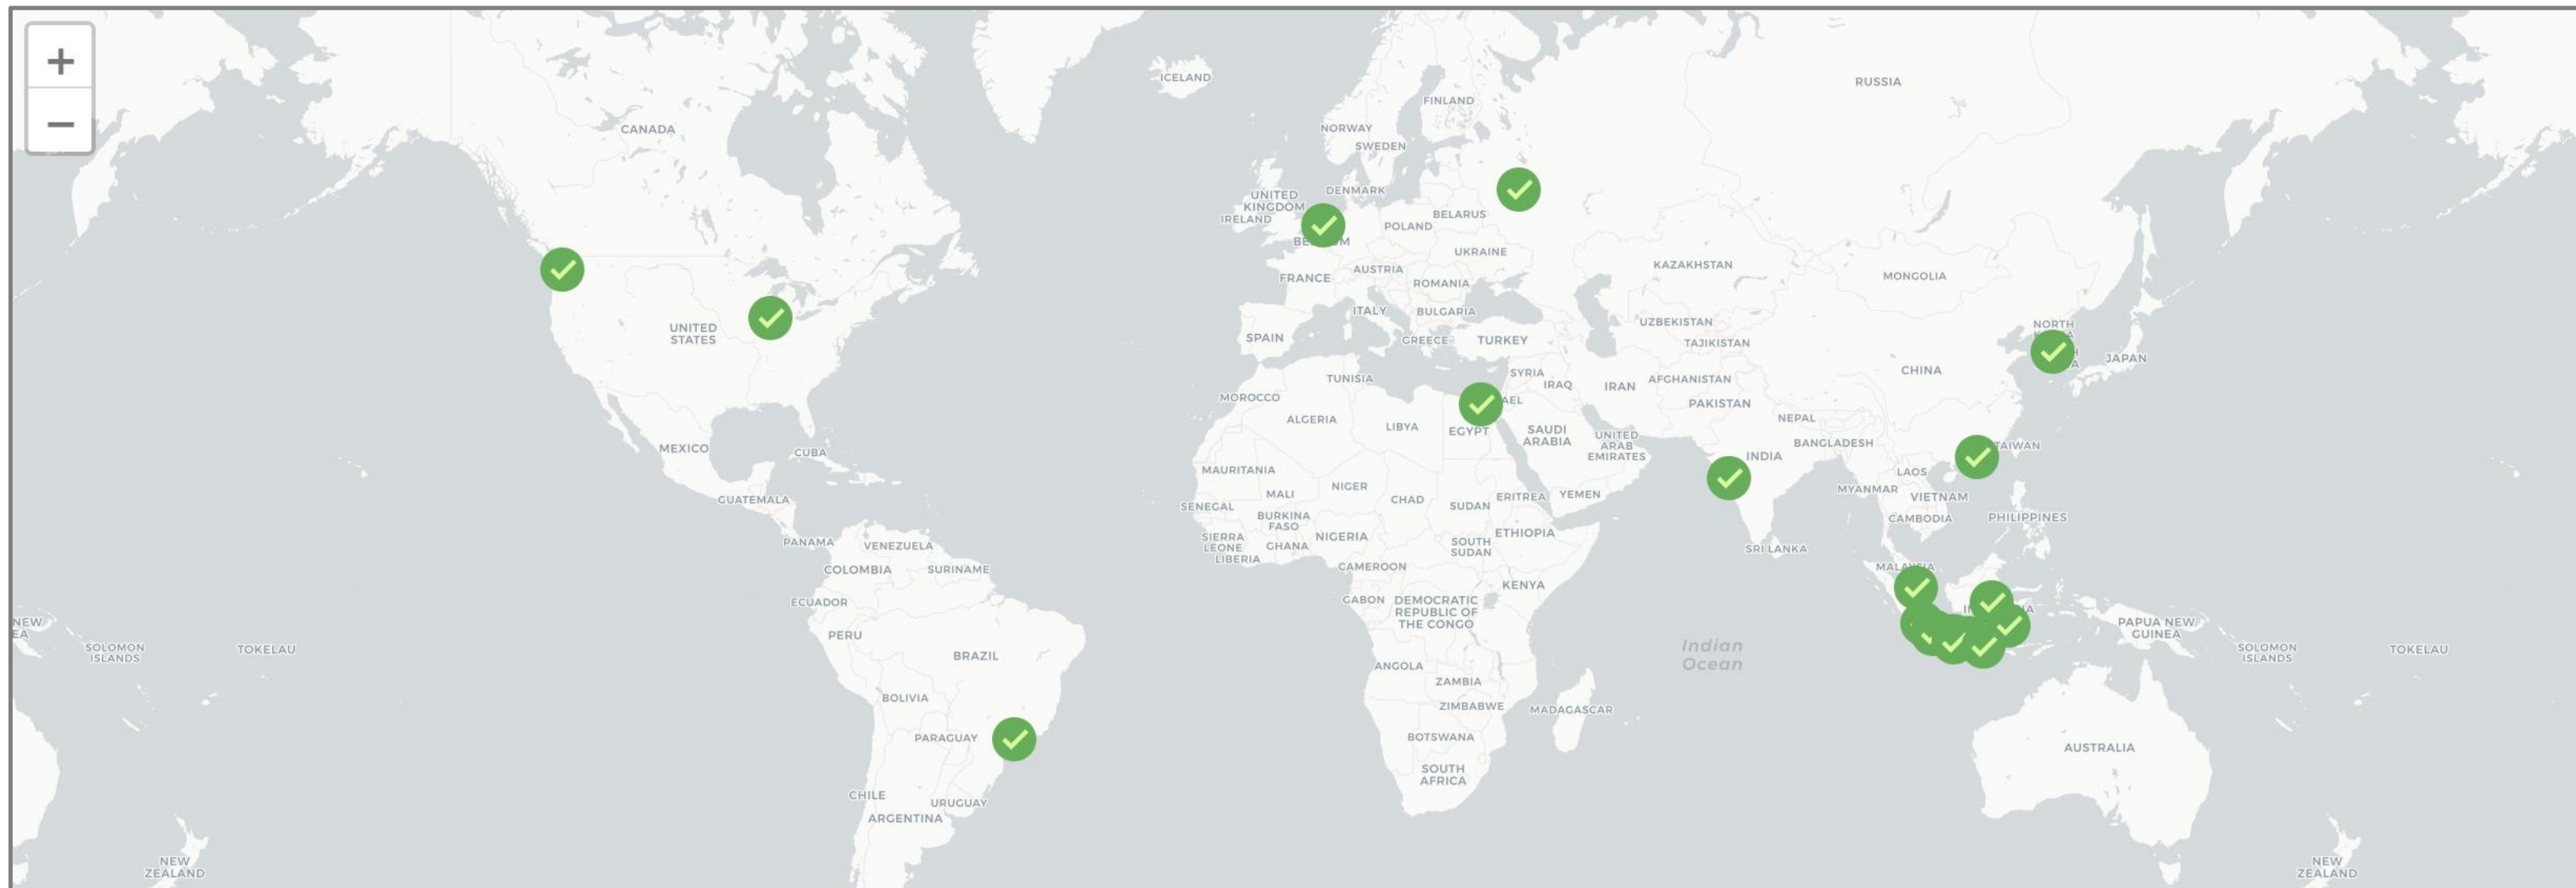 +
−
ICELAND
RUSSIA
FINLAND
CANADA
NORWAY
SWEDEN
DENMARK
UNITED
KINGDOM
IRELAND
BELARUS
POLAND
UKRAINE
FRANCE
AUSTRIA
KAZAKHSTAN
MONGOLIA
ROMANIA
ITALY
BULGARIA
UZBEKISTAN
NORTH
UNITED
STATES
SPAIN
GREECE
TURKEY
TAJIKISTAN
JAPAN
CHINA
TUNISIA
SYRIA
IRAQ
IRAN
AFGHANISTAN
MOROCCO
PAKISTAN
ALGERIA
LIBYA
EGYPT
NEPAL
SAUDI
ARABIA
UNITED
ARAB
EMIRATES
BANGLADESH
TAIWAN
MEXICO
CUBA
INDIA
MAURITANIA
LAOS
MALI
NIGER
CHAD
SUDAN
ERITREA
YEMEN
MYANMAR
VIETNAM
GUATEMALA
SENEGAL
BURKINA
FASO
CAMBODIA
PHILIPPINES
PANAMA
VENEZUELA
SIERRA
LEONE
LIBERIA
GHANA
NIGERIA
SOUTH
SUDAN
ETHIOPIA
SRI LANKA
COLOMBIA
SURINAME
CAMEROON
KENYA
ECUADOR
GABON
DEMOCRATIC
REPUBLIC OF
THE CONGO
NEW
EA
PERU
PAPUA NEW
GUINEA
SOLOMON
ISLANDS
TOKELAU
BRAZIL
Indian
Ocean
SOLOMON
ISLANDS
TOKELAU
ANGOLA
ZAMBIA
BOLIVIA
ZIMBABWE
MADAGASCAR
PARAGUAY
BOTSWANA
AUSTRALIA
SOUTH
AFRICA
CHILE
URUGUAY
ARGENTINA
NEW
ZEALAND
NEW
ZEALAND